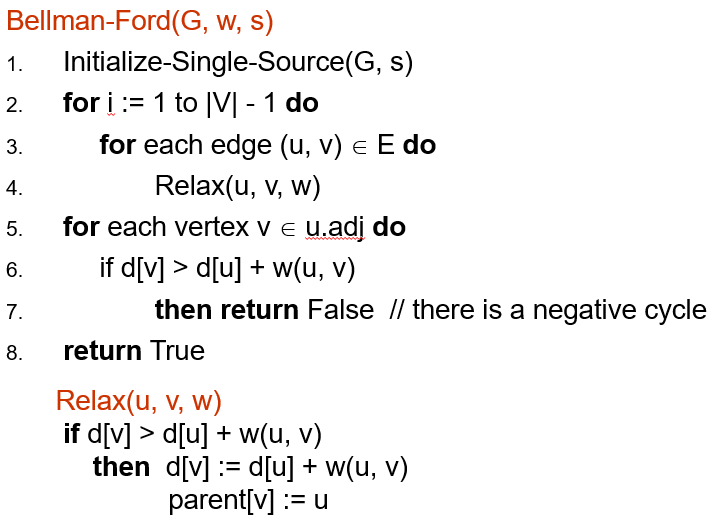 Bellman-Ford(G, w, s)
1. Initialize-Single-Source(G, s)
2. for i := 1 to |V| - 1 do
3. for each edge (u, v) ∈ E do
4. Relax(u, v, w)
5. for each vertex v ∈ u.adj do
6. if d[v] > d[u] + w(u, v)
7. then return False // there is a negative cycle
8. return True
Relax(u, v, w)
if d[v] > d[u] + w(u, v)
then d[v] := d[u] + w(u, v)
parent[v] := u